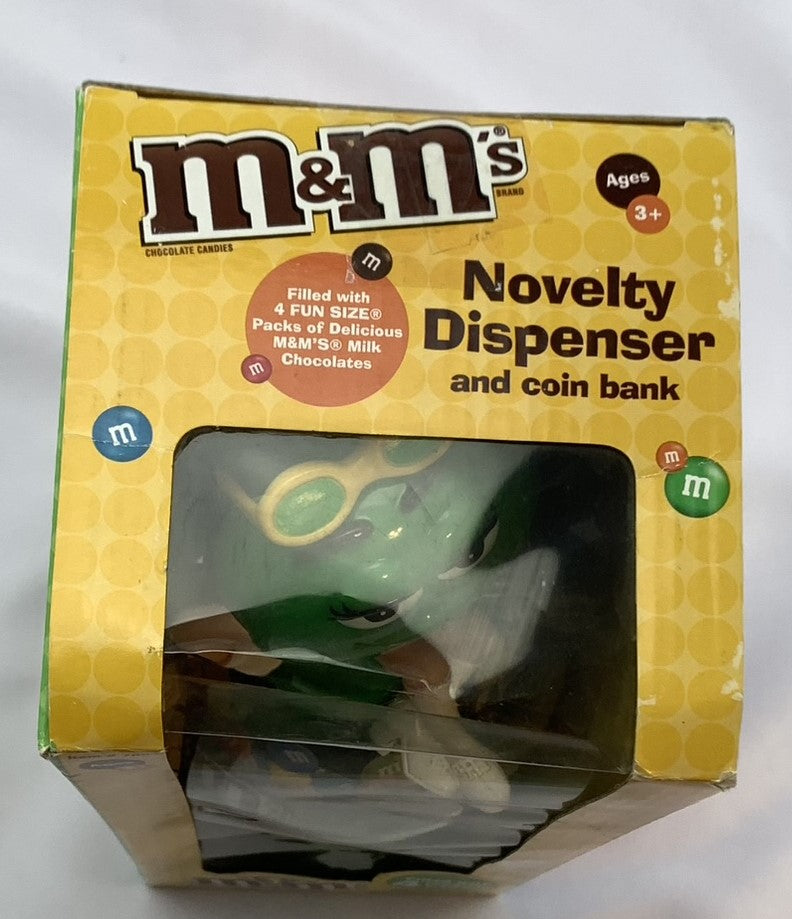 m&m's®
BRAND
CHOCOLATE CANDIES
Ages
3+
m
Filled with
4 FUN SIZE®
Packs of Delicious
M&M'S® Milk
Chocolates
m
Novelty
Dispenser
and coin bank
m
m
m
m
m